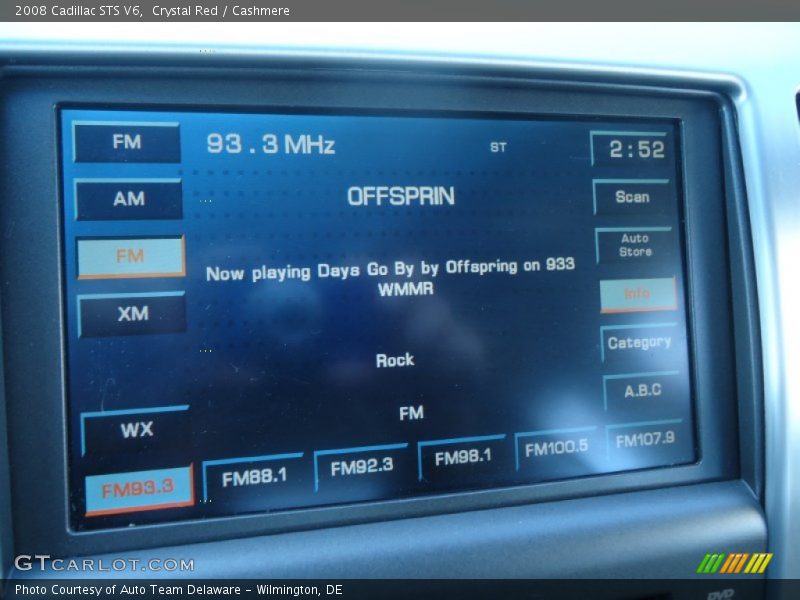 2008 Cadillac STS V6, Crystal Red / Cashmere
FM 93.3 MHz ST 2:52
AM OFFSPRIN Scan
FM Auto Store
Now playing Days Go By by Offspring on 933
WMMR
Info
XM
Rock Category
FM A.B.C
WX
FM93.3 FM88.1 FM92.3 FM98.1 FM100.5 FM107.9
GTCARLOT.COM
DVD
Photo Courtesy of Auto Team Delaware - Wilmington, DE